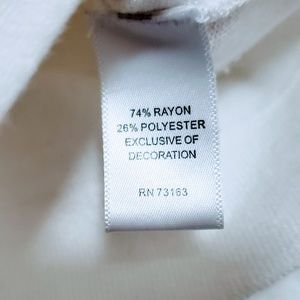 74% RAYON
26% POLYESTER
EXCLUSIVE OF
DECORATION
RN 73163